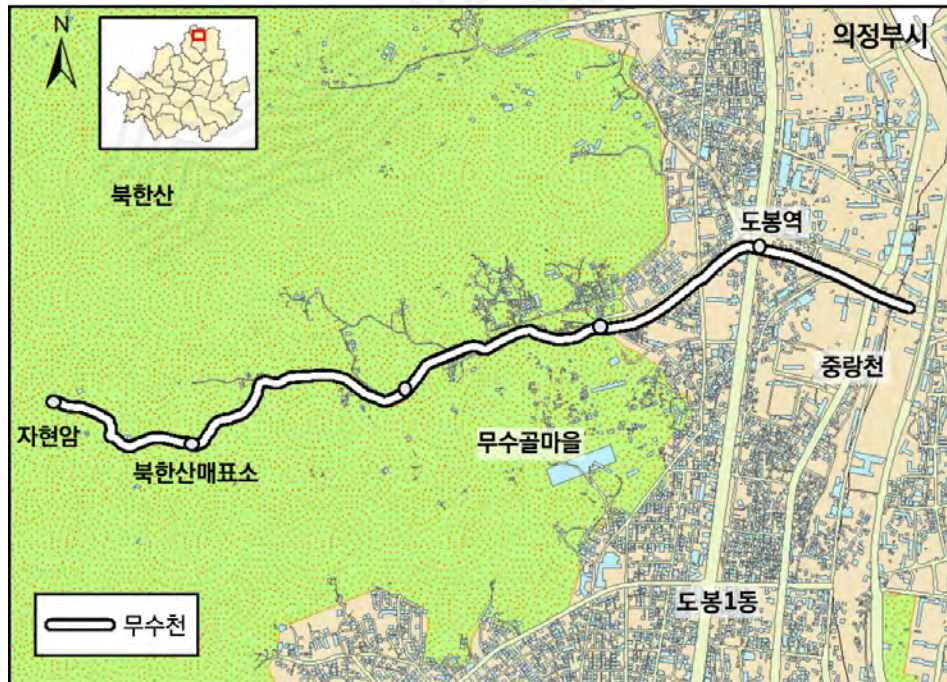 의정부시
N
북한산
도봉역
중랑천
자현암
북한산매표소
무수골마을
도봉1동
무수천